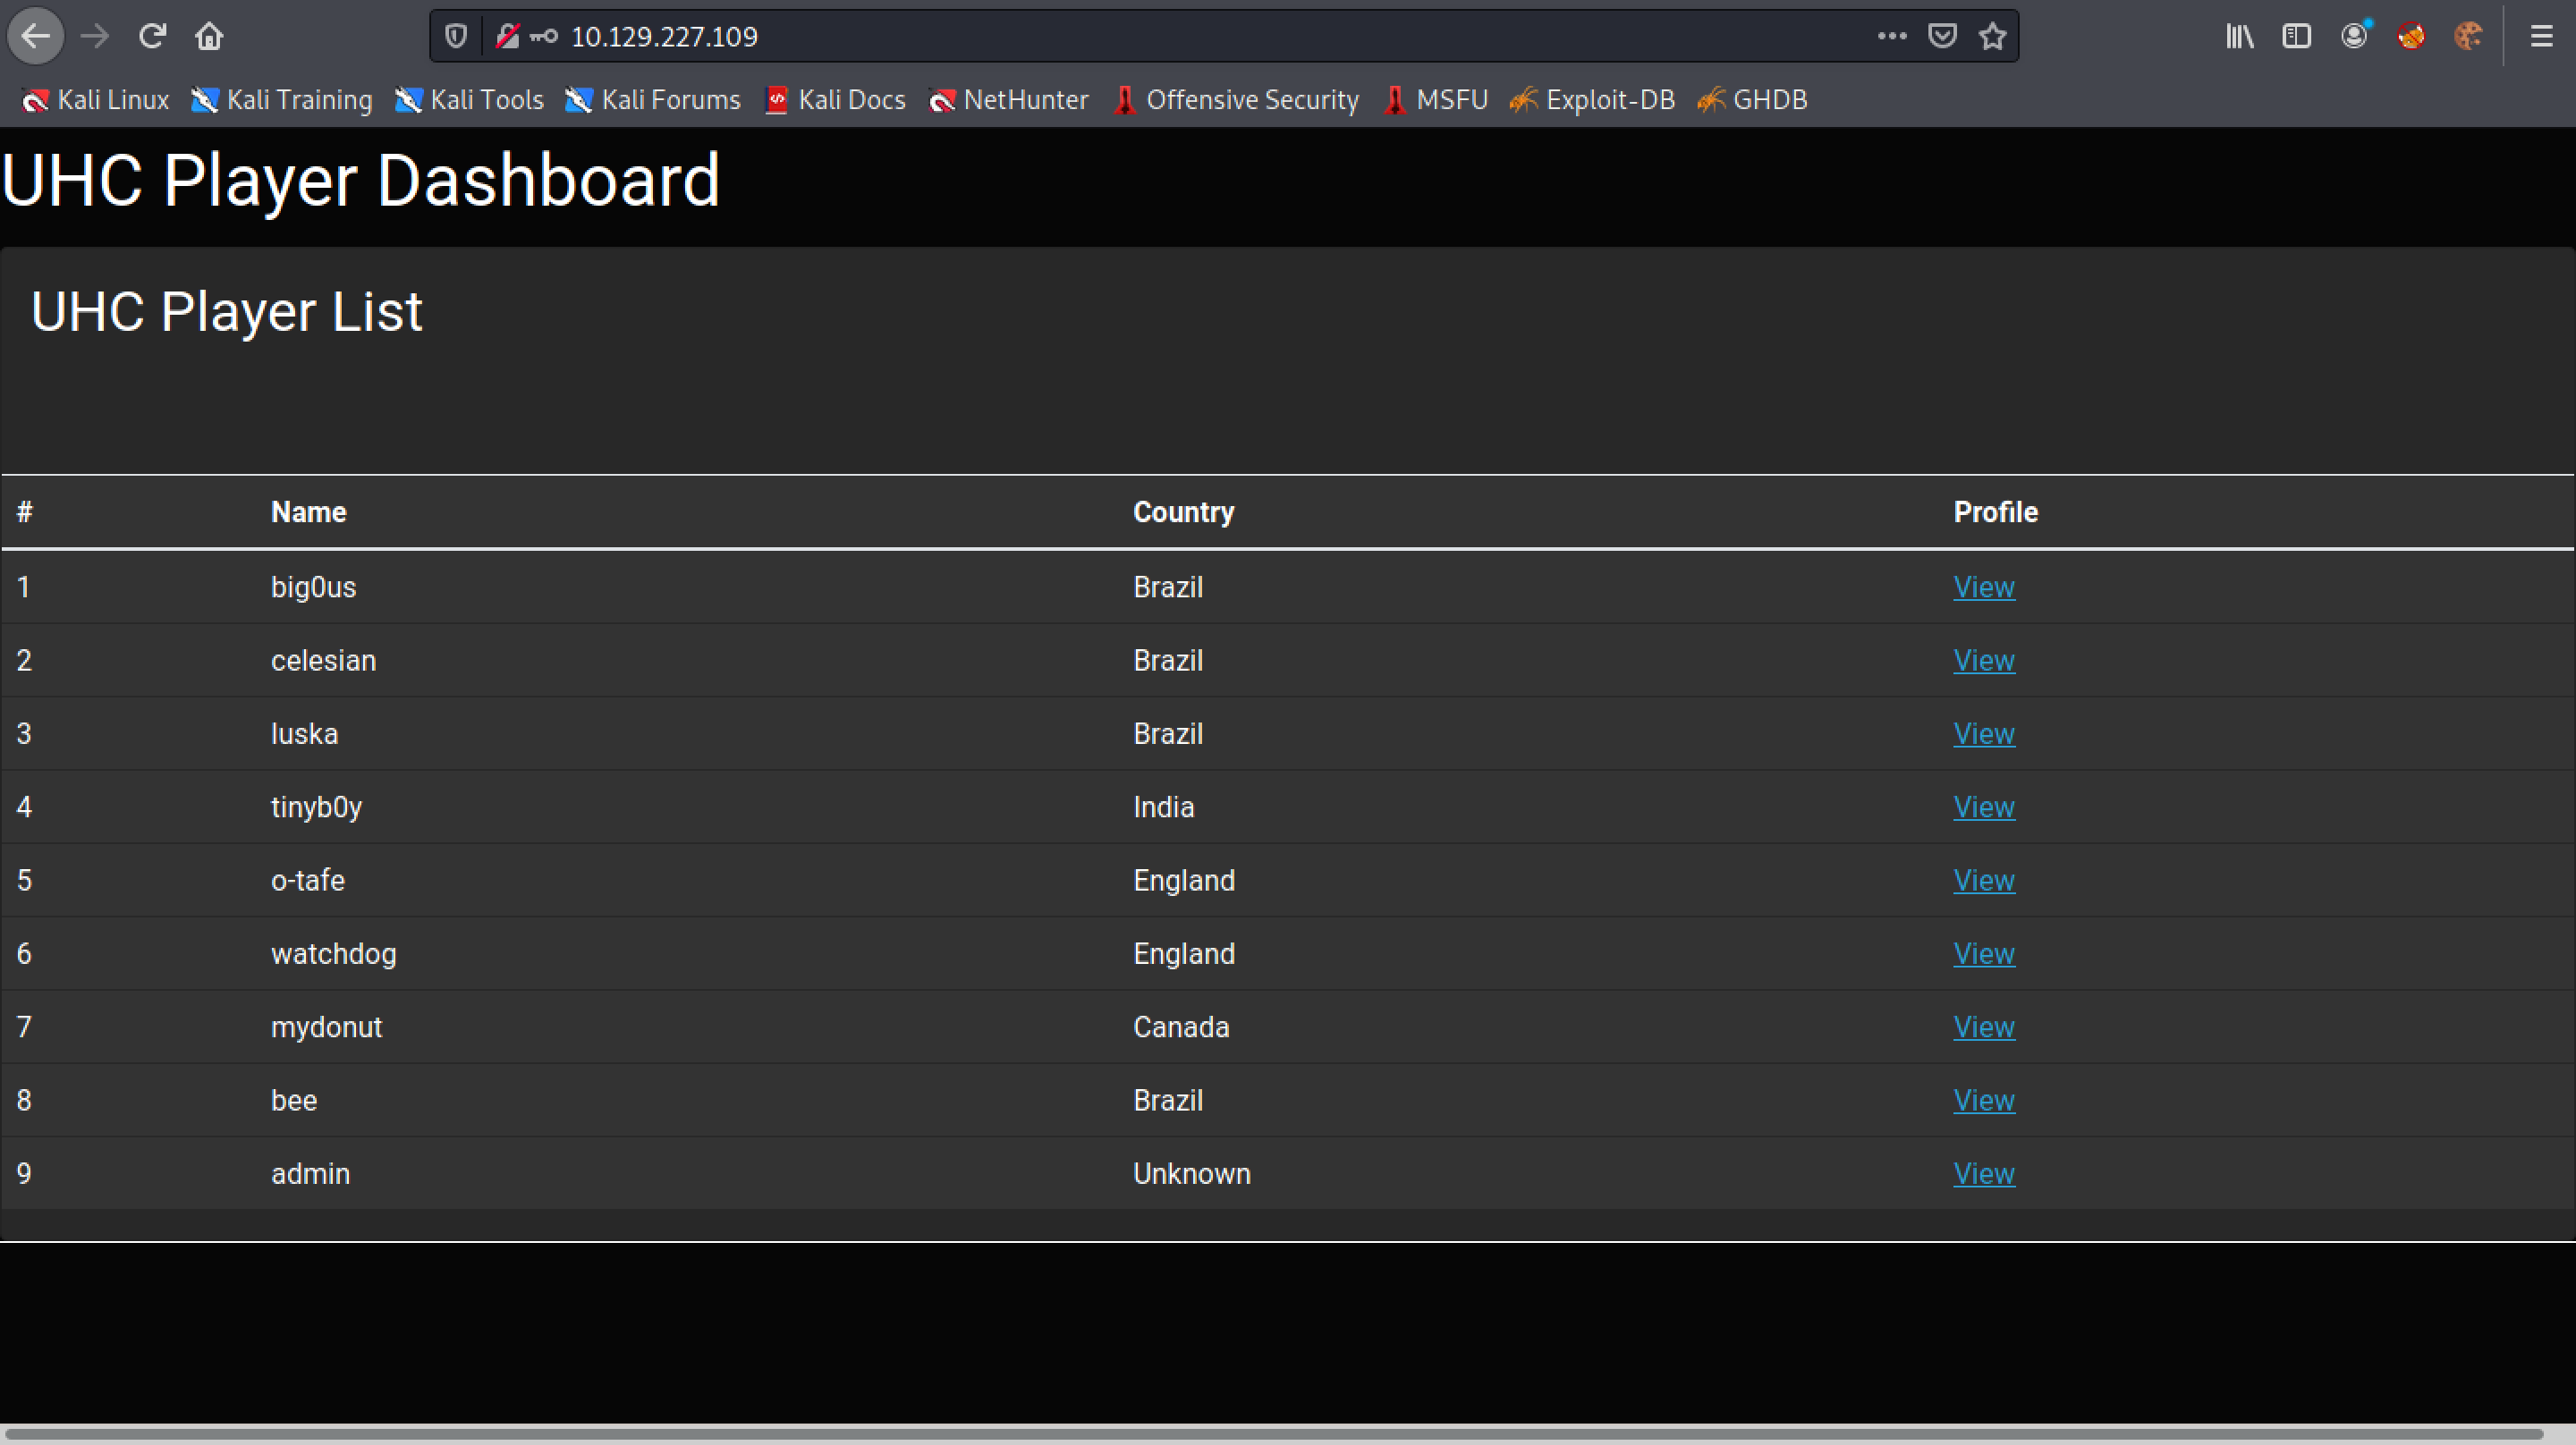 10.129.227.109
Kali Linux Kali Training Kali Tools Kali Forums Kali Docs NetHunter Offensive Security MSFU Exploit-DB GHDB
UHC Player Dashboard
UHC Player List
# Name Country Profile
1 big0us Brazil View
2 celesian Brazil View
3 luska Brazil View
4 tinyb0y India View
5 o-tafe England View
6 watchdog England View
7 mydonut Canada View
8 bee Brazil View
9 admin Unknown View